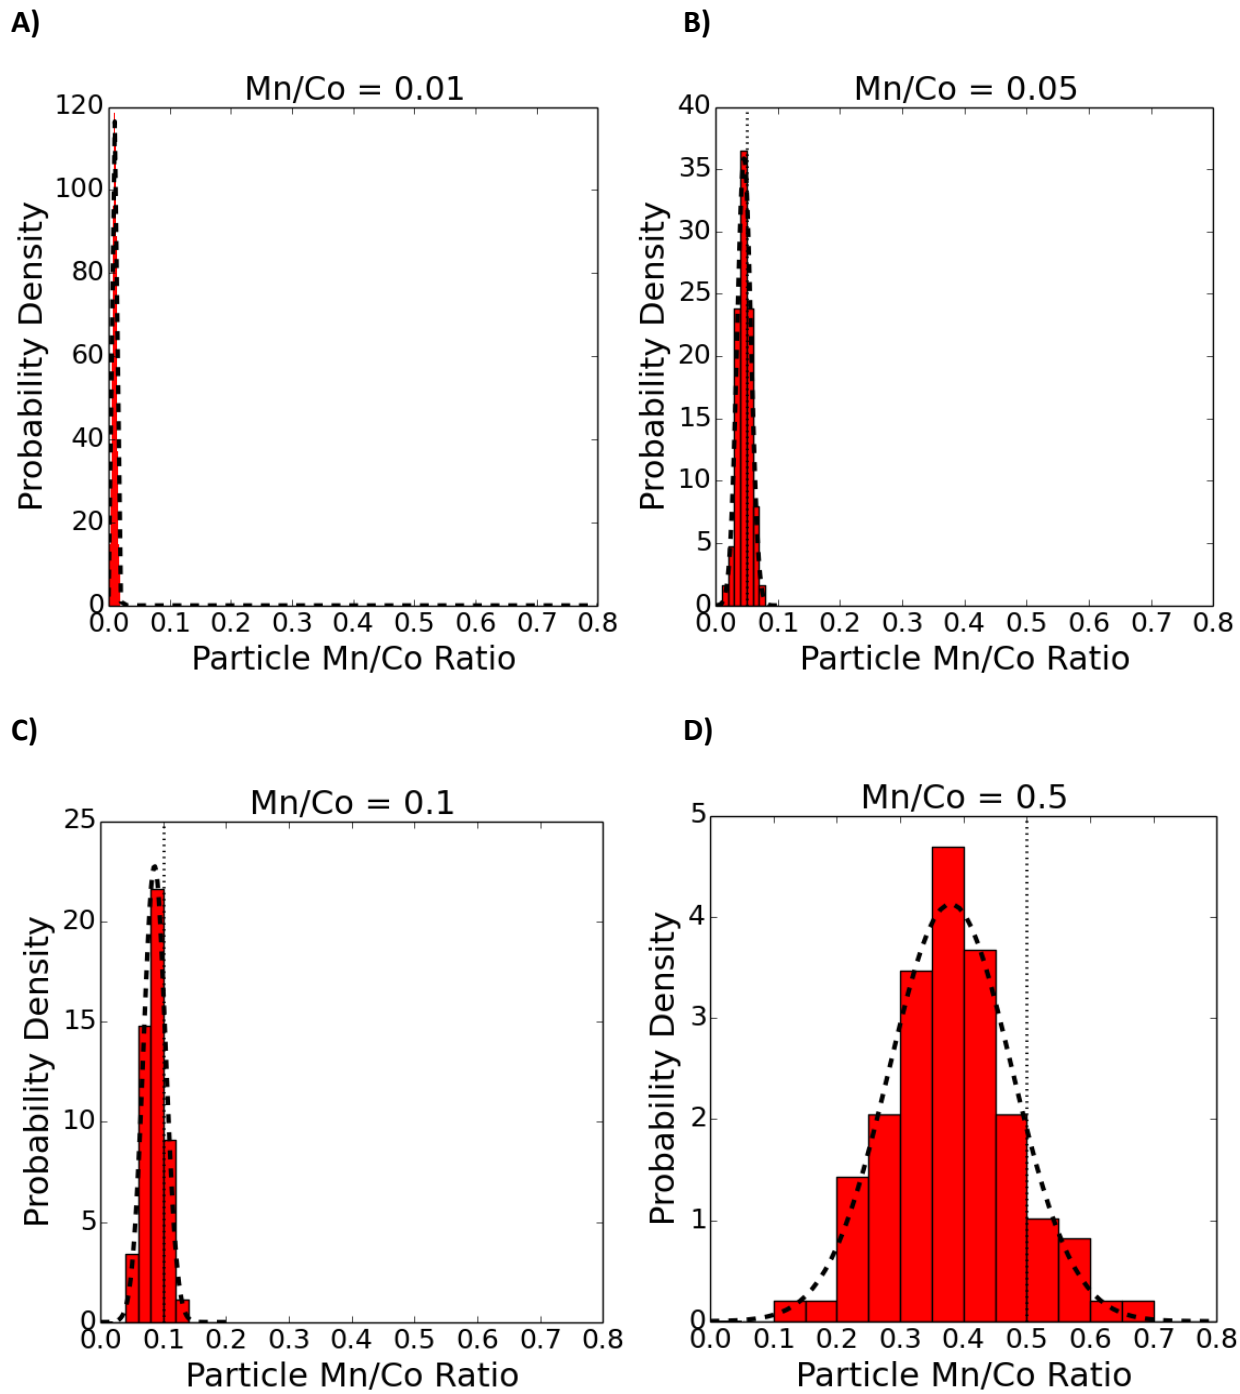 A)
Mn/Co = 0.01
120
100
80
60
40
20
0
Probability Density
0.0 0.1 0.2 0.3 0.4 0.5 0.6 0.7 0.8
Particle Mn/Co Ratio
B)
Mn/Co = 0.05
40
35
30
25
20
15
10
5
0
Probability Density
0.0 0.1 0.2 0.3 0.4 0.5 0.6 0.7 0.8
Particle Mn/Co Ratio
C)
Mn/Co = 0.1
25
20
15
10
5
0
Probability Density
0.0 0.1 0.2 0.3 0.4 0.5 0.6 0.7 0.8
Particle Mn/Co Ratio
D)
Mn/Co = 0.5
5
4
3
2
1
0
Probability Density
0.0 0.1 0.2 0.3 0.4 0.5 0.6 0.7 0.8
Particle Mn/Co Ratio